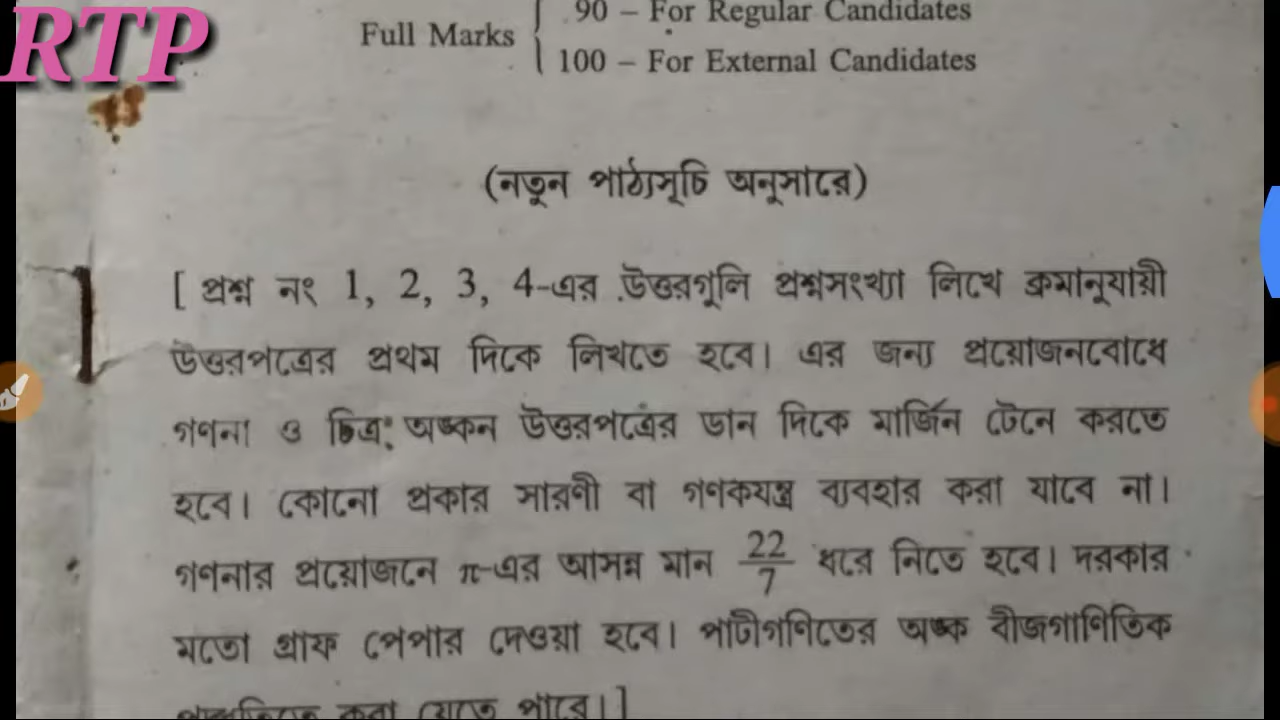 RTP
Full Marks { 90 – For Regular Candidates
100 – For External Candidates
(নতুন পাঠ্যসূচি অনুসারে)
[ প্রশ্ন নং 1, 2, 3, 4-এর উত্তরগুলি প্রশ্নসংখ্যা লিখে ক্রমানুযায়ী
উত্তরপত্রের প্রথম দিকে লিখতে হবে। এর জন্য প্রয়োজনবোধে
গণনা ও চিত্র অঙ্কন উত্তরপত্রের ডান দিকে মার্জিন টেনে করতে
হবে। কোনো প্রকার সারণী বা গণকযন্ত্র ব্যবহার করা যাবে না।
গণনার প্রয়োজনে π-এর আসন্ন মান 22/7 ধরে নিতে হবে। দরকার
মতো গ্রাফ পেপার দেওয়া হবে। পাটীগণিতের অঙ্ক বীজগাণিতিক
পদ্ধতিতে করা যেতে পারে।]